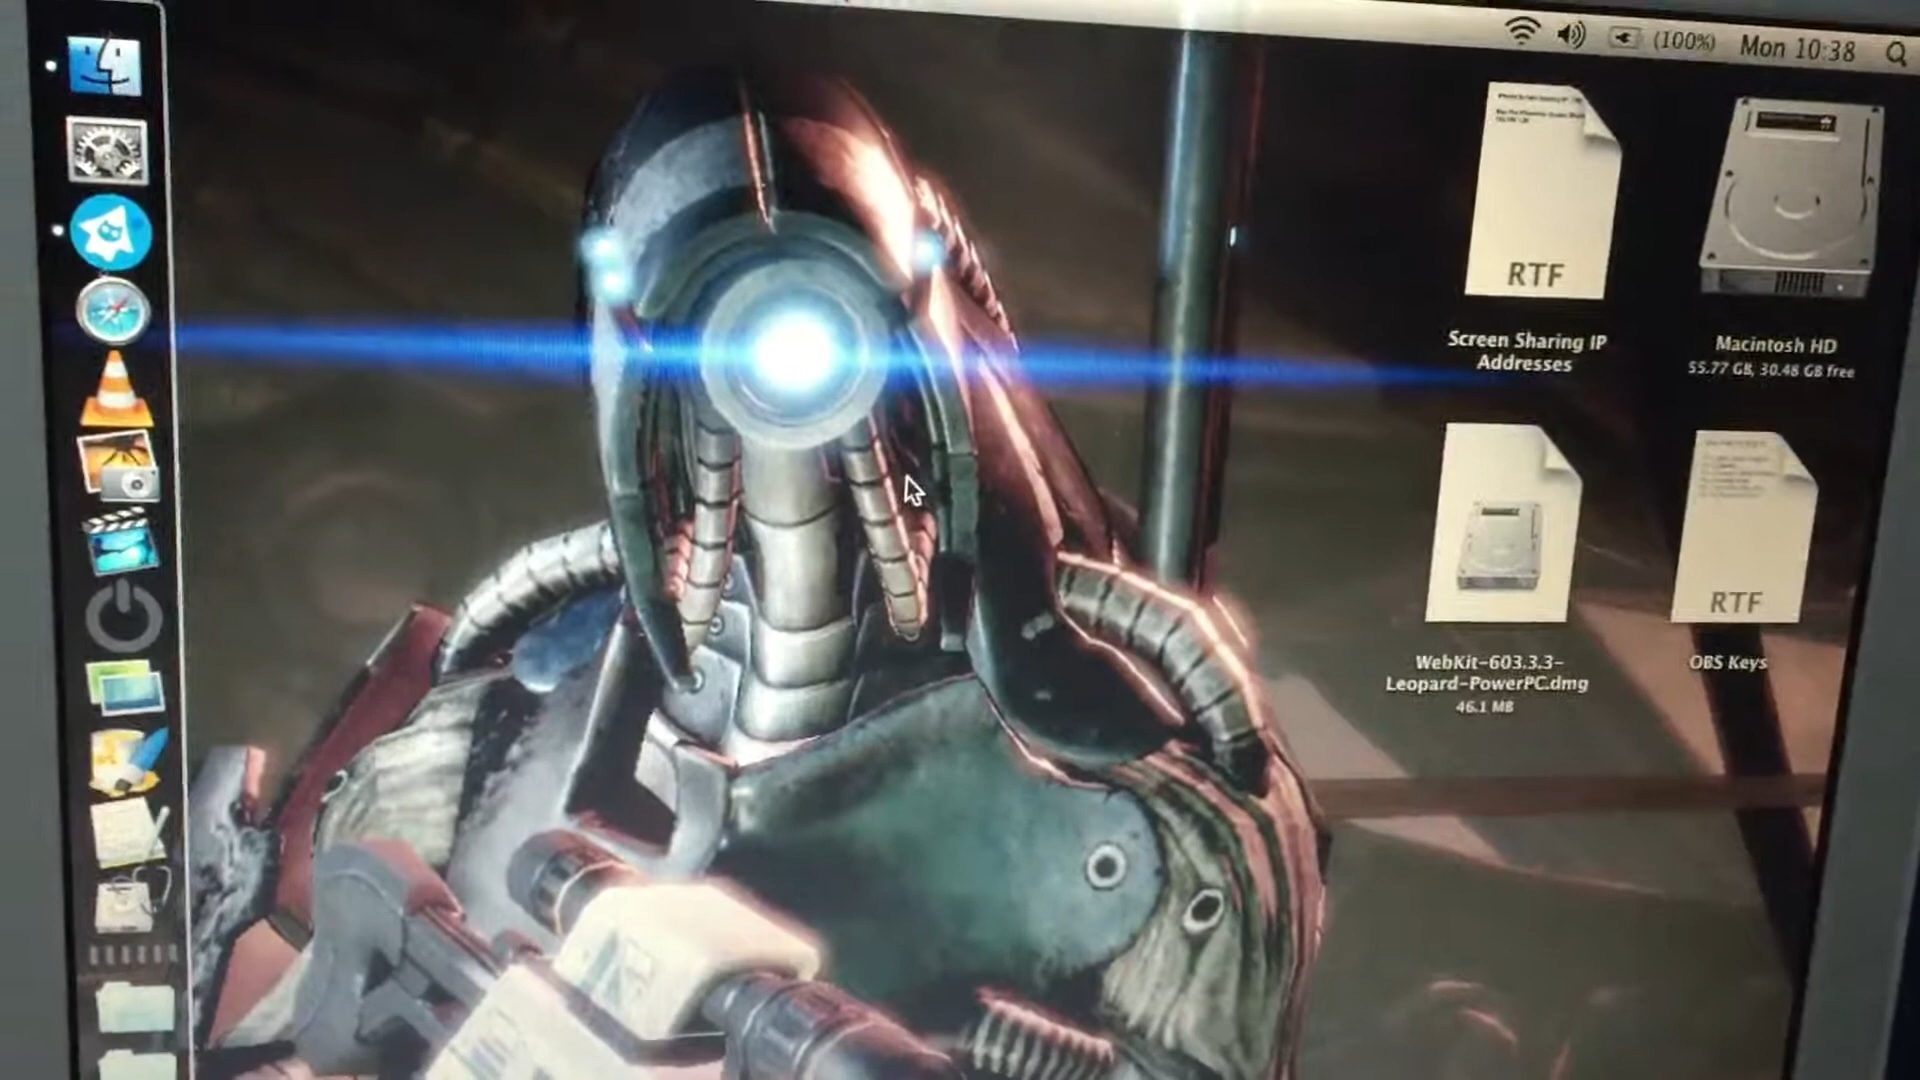 (100%) Mon 10:38
RTF
Screen Sharing IP
Addresses
Macintosh HD
55.77 GB, 30.48 GB free
WebKit-603.3.3-
Leopard-PowerPC.dmg
46.1 MB
RTF
OBS Keys